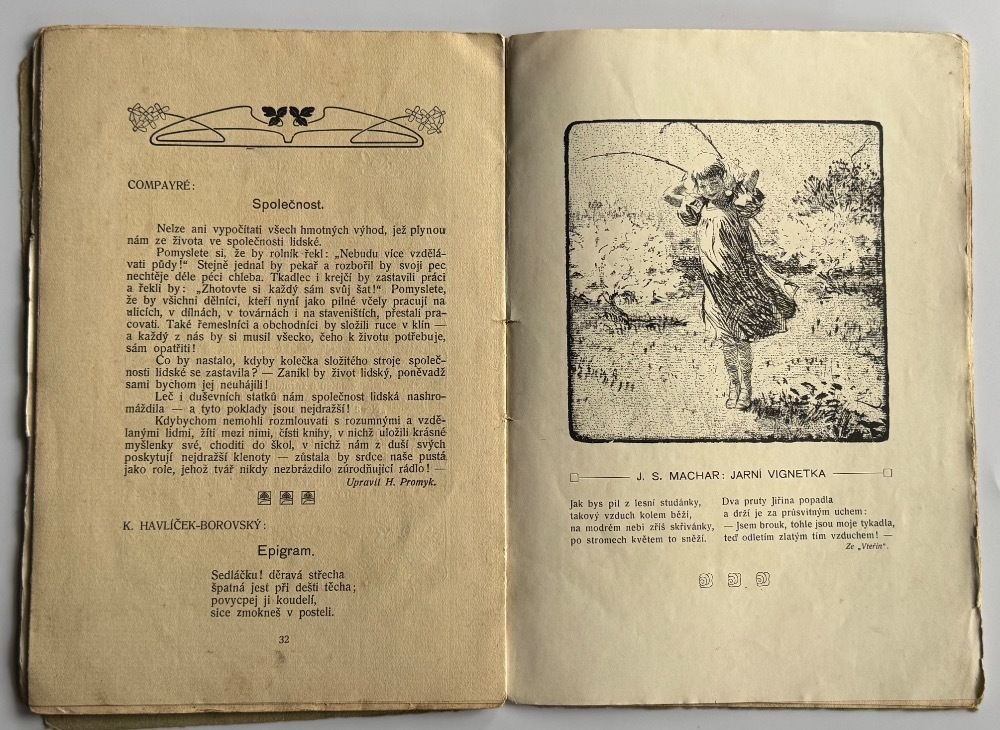 COMPAYRÉ:
Společnost.
Nelze ani vypočítati všech hmotných výhod, jež plynou
nám ze života ve společnosti lidské.
Pomyslete si, že by rolník řekl: „Nebudu více vzdělá-
vati půdy!“ Stejně jednal by pekař a rozbořil by svoji pec
nechtěje déle péci chleba. Tkadlec i krejčí by zastavili práci
a řekli by: „Zhotovte si každý sám svůj šat!“ Pomyslete,
že by všichni dělníci, kteří nyní jako pilné včely pracují na
ulicích, v dílnách, v továrnách i na staveništích, přestali pra-
covati. Také řemeslníci a obchodníci by složili ruce v klín —
a každý z nás by si musil všecko, čeho k životu potřebuje,
sám opatřiti!
Co by nastalo, kdyby kolečka složitého stroje společ-
nosti lidské se zastavila? — Zanikl by život lidský, poněvadž
sami bychom jej neuhájili!
Leč i duševních statků nám společnost lidská nashro-
máždila — a tyto poklady jsou nejdražší!
Kdybychom nemohli rozmlouvati s rozumnými a vzdě-
lanými lidmi, žíti mezi nimi, čísti knihy, v nichž uložili krásné
myšlenky své, choditi do škol, v nichž nám z duší svých
poskytují nejdražší klenoty — zůstala by srdce naše pustá
jako role, jehož tvář nikdy nezbrázdilo zúrodňující rádlo! —
Upravil H. Promyk.
K. HAVLÍČEK-BOROVSKÝ:
Epigram.
Sedláčku! děravá střecha
špatná jest při dešti těcha;
povycpej ji koudelí,
sice zmokneš v posteli.
32
J. S. MACHAR: JARNÍ VIGNETKA
Jak bys pil z lesní studánky,
takový vzduch kolem běží,
na modrém nebi zříš skřivánky,
po stromech květem to sněží.
Dva pruty Jiřina popadla
a drží je za průsvitným uchem:
— Jsem brouk, tohle jsou moje tykadla,
teď odletím zlatým tím vzduchem! —
Ze „Vteřin“.